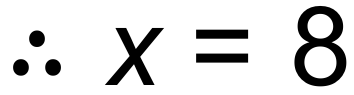 ∴ x = 8